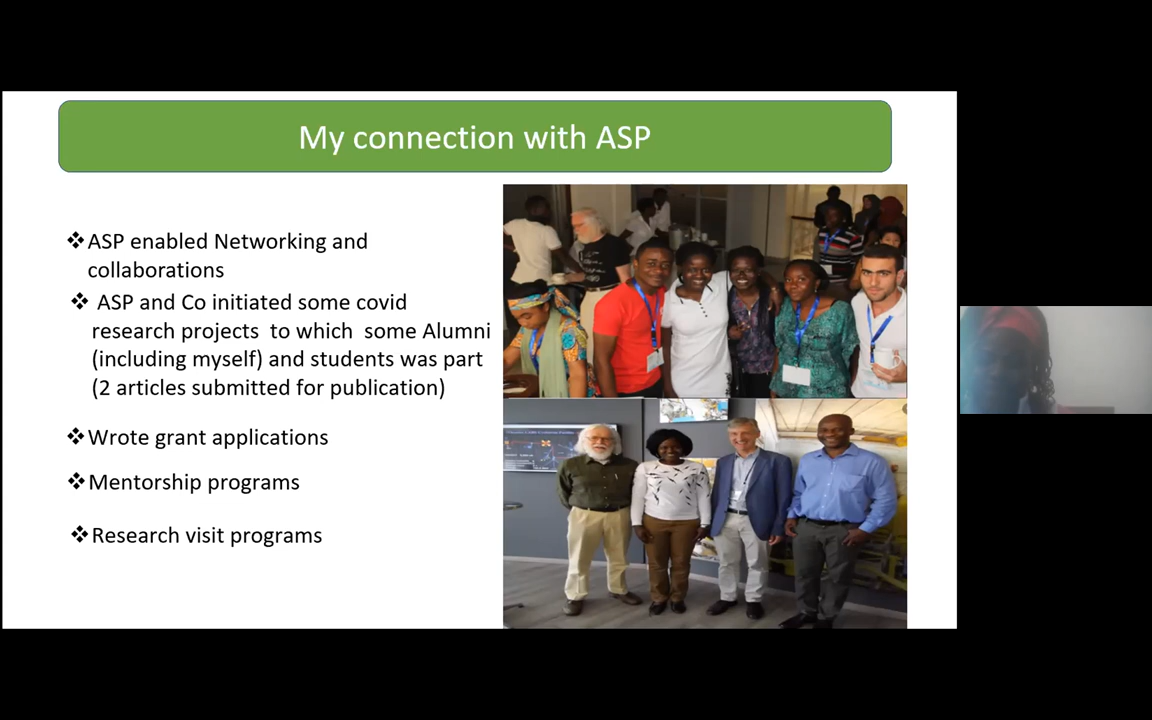 My connection with ASP
❖ASP enabled Networking and
collaborations
❖ ASP and Co initiated some covid
research projects to which some Alumni
(including myself) and students was part
(2 articles submitted for publication)
❖Wrote grant applications
❖Mentorship programs
❖Research visit programs